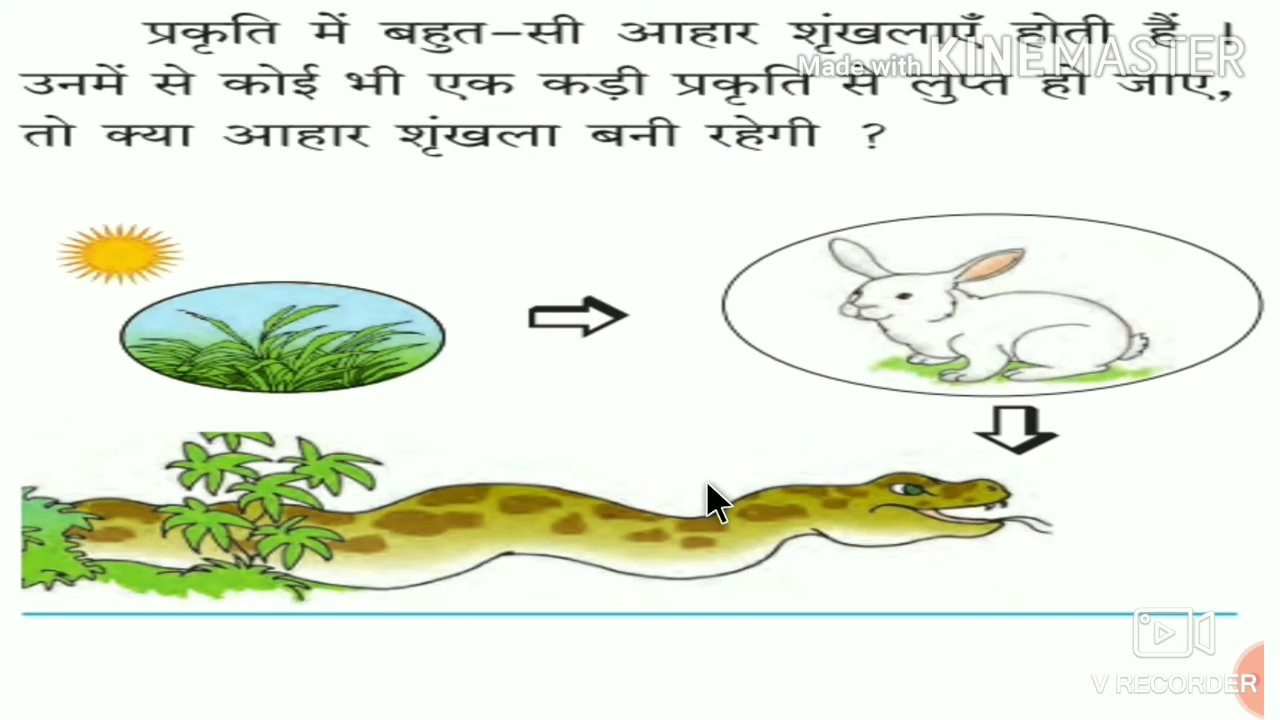 प्रकृति में बहुत-सी आहार शृंखलाएँ होती हैं ।
Made with KINEMASTER
उनमें से कोई भी एक कड़ी प्रकृति से लुप्त हो जाए,
तो क्या आहार शृंखला बनी रहेगी ?
V RECORDER